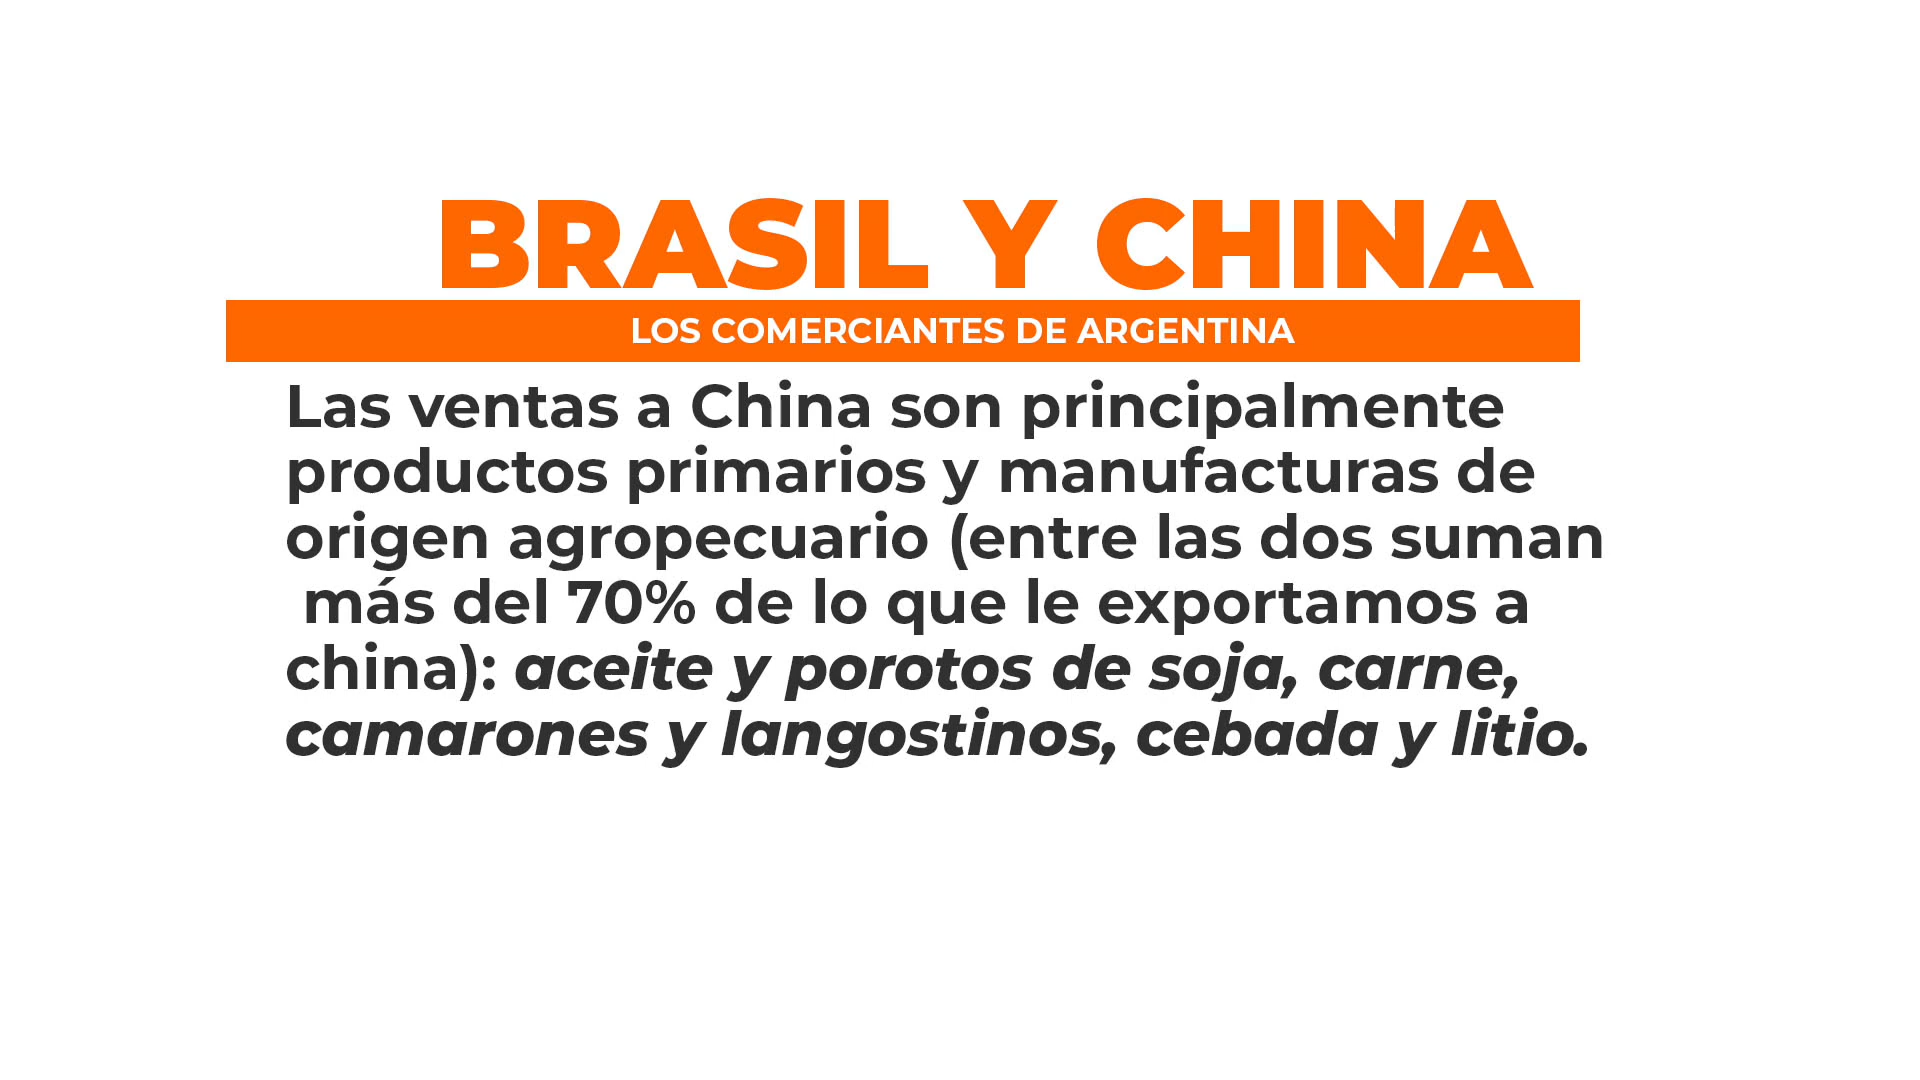 BRASIL Y CHINA
LOS COMERCIANTES DE ARGENTINA
Las ventas a China son principalmente
productos primarios y manufacturas de
origen agropecuario (entre las dos suman
más del 70% de lo que le exportamos a
china): aceite y porotos de soja, carne,
camarones y langostinos, cebada y litio.